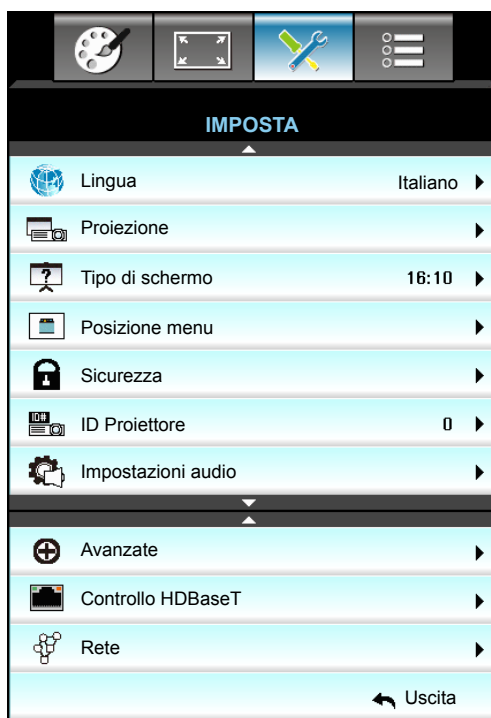 IMPOSTA
Lingua Italiano
Proiezione
? Tipo di schermo 16:10
Posizione menu
Sicurezza
ID# ID Proiettore 0
Impostazioni audio
Avanzate
Controllo HDBaseT
Rete
Uscita